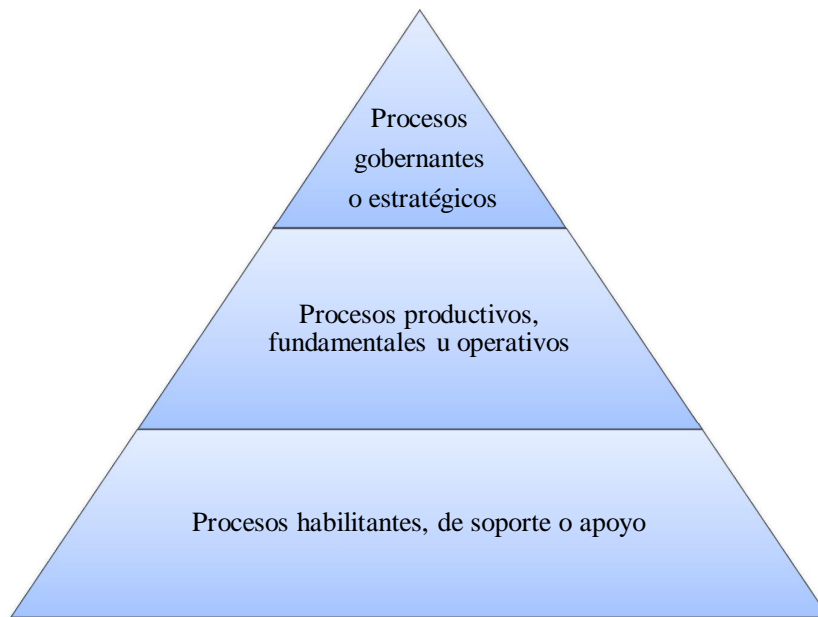 Procesos
gobernantes
o estratégicos
Procesos productivos,
fundamentales u operativos
Procesos habilitantes, de soporte o apoyo